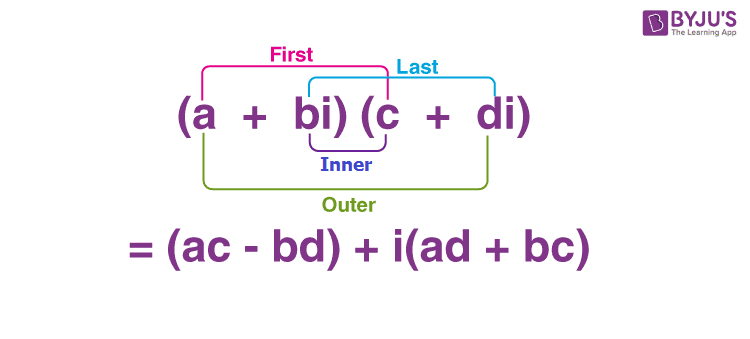 BYJU'S
The Learning App
First
Last
(a + bi) (c + di)
Inner
Outer
= (ac - bd) + i(ad + bc)